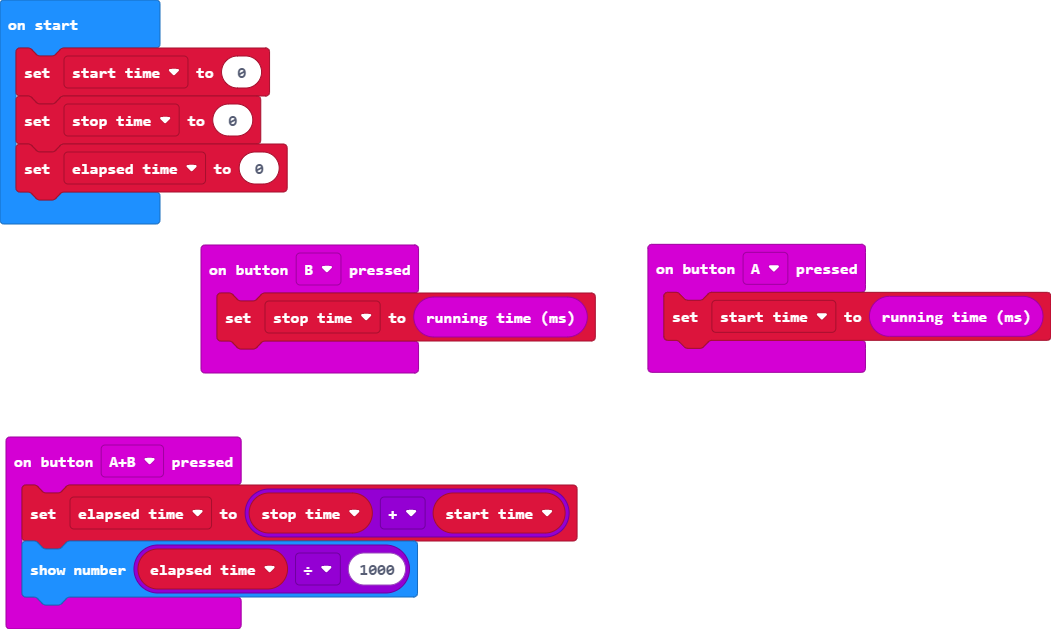 on start
set start time to 0
set stop time to 0
set elapsed time to 0
on button B pressed
set stop time to running time (ms)
on button A pressed
set start time to running time (ms)
on button A+B pressed
set elapsed time to stop time + start time
show number elapsed time ÷ 1000